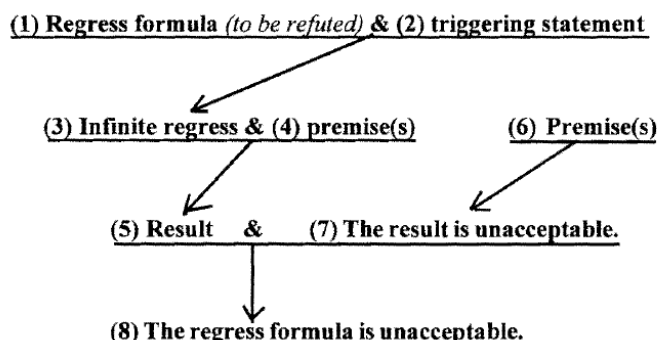 (1) Regress formula (to be refuted) & (2) triggering statement
(3) Infinite regress & (4) premise(s) (6) Premise(s)
(5) Result & (7) The result is unacceptable.
(8) The regress formula is unacceptable.